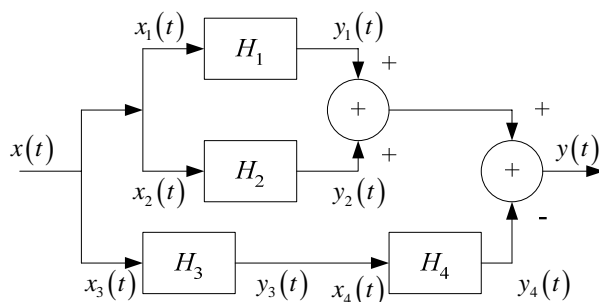 x₁(t) H₁ y₁(t)
+
+
+
x(t) + y(t)
+
x₂(t) H₂ y₂(t)
-
x₃(t) H₃ y₃(t) x₄(t) H₄ y₄(t)